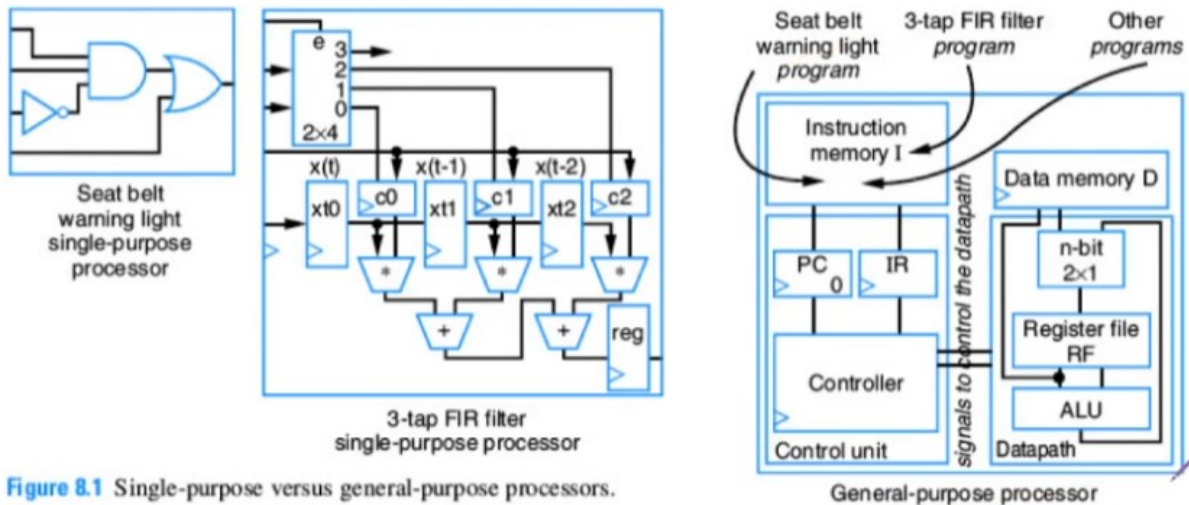 Seat belt
warning light
single-purpose
processor
e
3
2
1
0
2×4
x(t)
x(t-1)
x(t-2)
c0
c1
c2
xt0
xt1
xt2
*
*
*
+
+
reg
3-tap FIR filter
single-purpose processor
Seat belt
warning light
program
3-tap FIR filter
program
Other
programs
Instruction
memory I
PC
0
IR
Controller
Control unit
signals to control the datapath
Data memory D
n-bit
2×1
Register file
RF
ALU
Datapath
General-purpose processor
Figure 8.1 Single-purpose versus general-purpose processors.